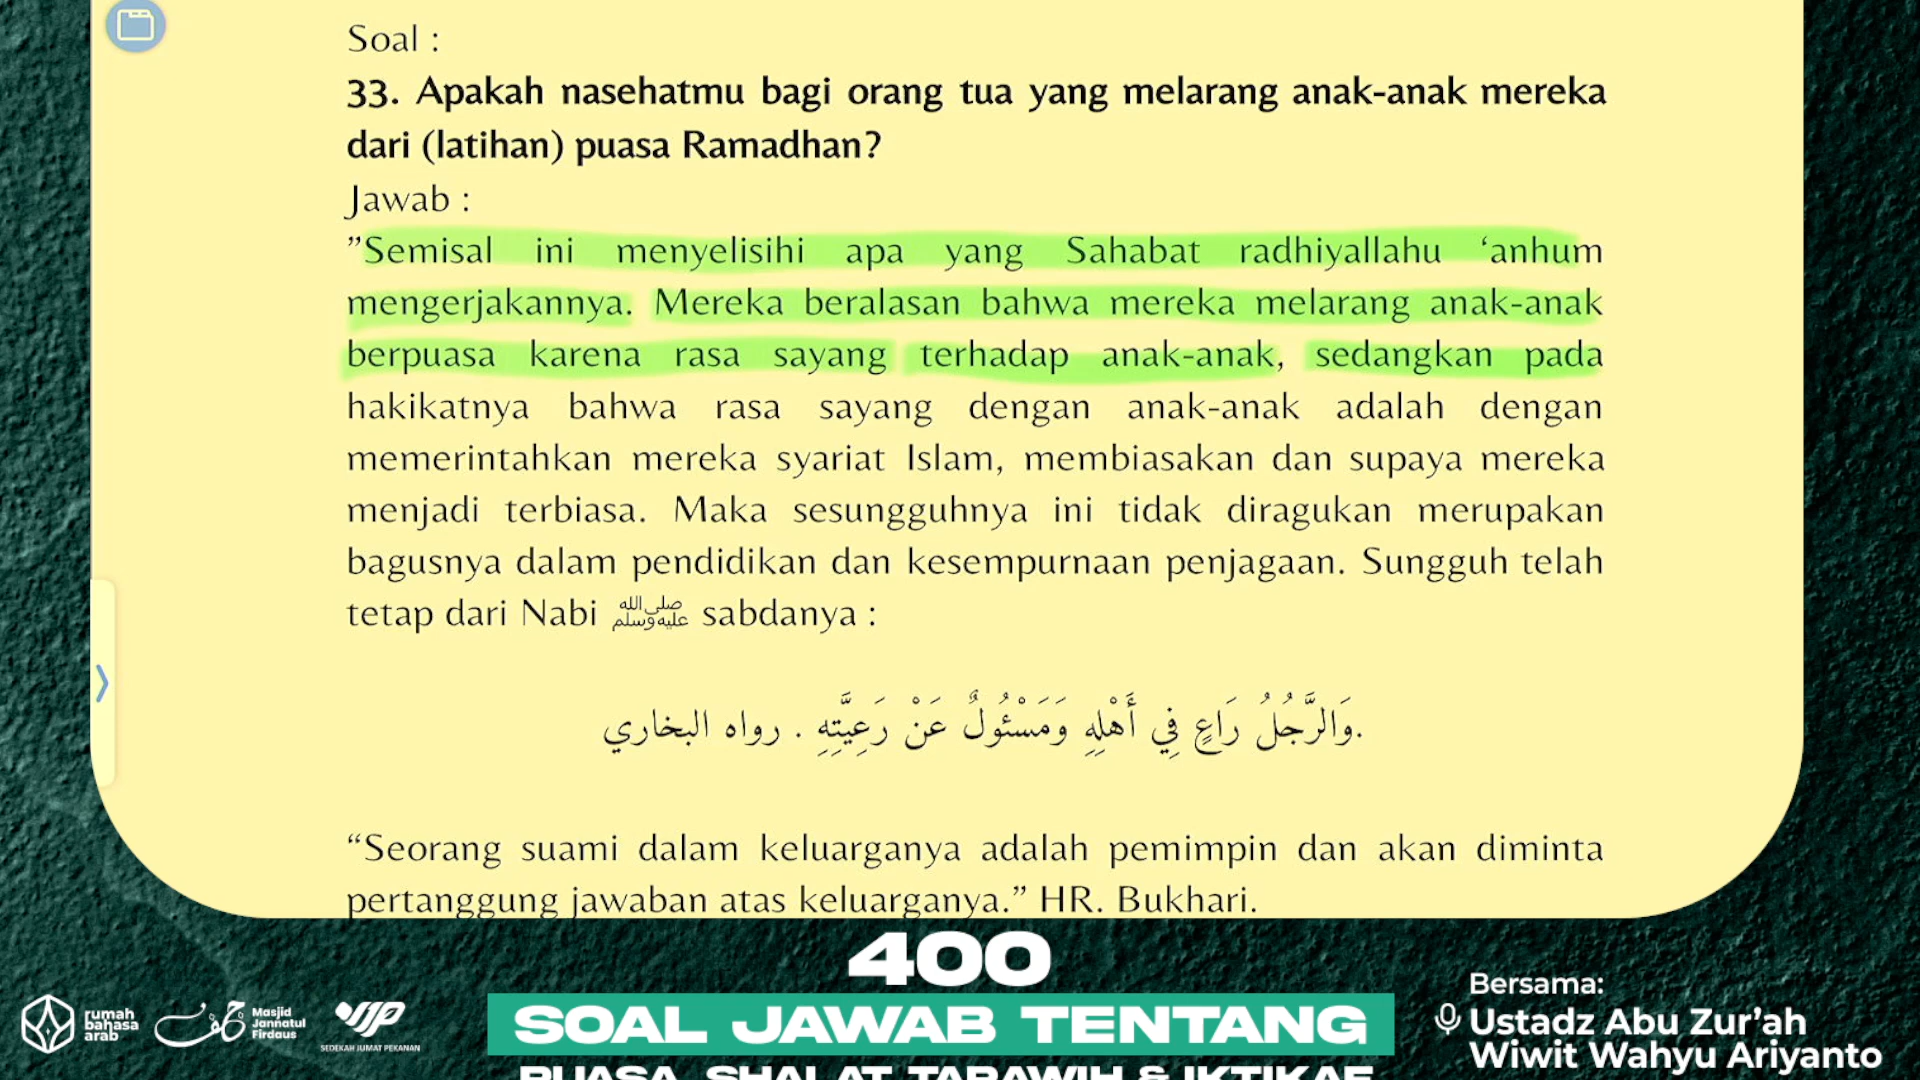 Soal :
33. Apakah nasehatmu bagi orang tua yang melarang anak-anak mereka
dari (latihan) puasa Ramadhan?
Jawab :
”Semisal ini menyelisihi apa yang Sahabat radhiyallahu ‘anhum
mengerjakannya. Mereka beralasan bahwa mereka melarang anak-anak
berpuasa karena rasa sayang terhadap anak-anak, sedangkan pada
hakikatnya bahwa rasa sayang dengan anak-anak adalah dengan
memerintahkan mereka syariat Islam, membiasakan dan supaya mereka
menjadi terbiasa. Maka sesungguhnya ini tidak diragukan merupakan
bagusnya dalam pendidikan dan kesempurnaan penjagaan. Sungguh telah
tetap dari Nabi ﷺ sabdanya :
.وَالرَّجُلُ رَاعٍ فِي أَهْلِهِ وَمَسْئُولٌ عَنْ رَعِيَّتِهِ . رواه البخاري
“Seorang suami dalam keluarganya adalah pemimpin dan akan diminta
pertanggung jawaban atas keluarganya.” HR. Bukhari.
400
SOAL JAWAB TENTANG
PUASA, SHALAT TARAWIH & IKTIKAF
rumah
bahasa
arab
Masjid
Jannatul
Firdaus
SEDEKAH JUMAT PEKANAN
Bersama:
Ustadz Abu Zur’ah
Wiwit Wahyu Ariyanto